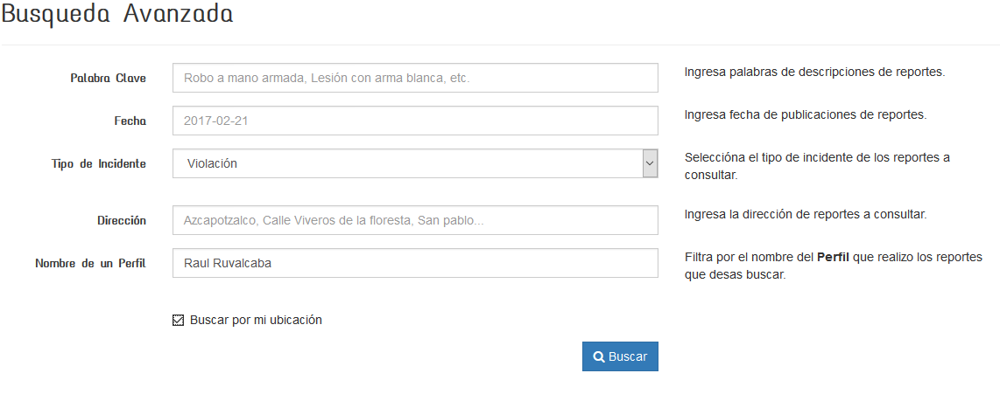 Busqueda Avanzada
Palabra Clave
Robo a mano armada, Lesión con arma blanca, etc.
Ingresa palabras de descripciones de reportes.
Fecha
2017-02-21
Ingresa fecha de publicaciones de reportes.
Tipo de Incidente
Violación
Seleccióna el tipo de incidente de los reportes a
consultar.
Dirección
Azcapotzalco, Calle Viveros de la floresta, San pablo...
Ingresa la dirección de reportes a consultar.
Nombre de un Perfil
Raul Ruvalcaba
Filtra por el nombre del Perfil que realizo los reportes
que desas buscar.
Buscar por mi ubicación
Buscar